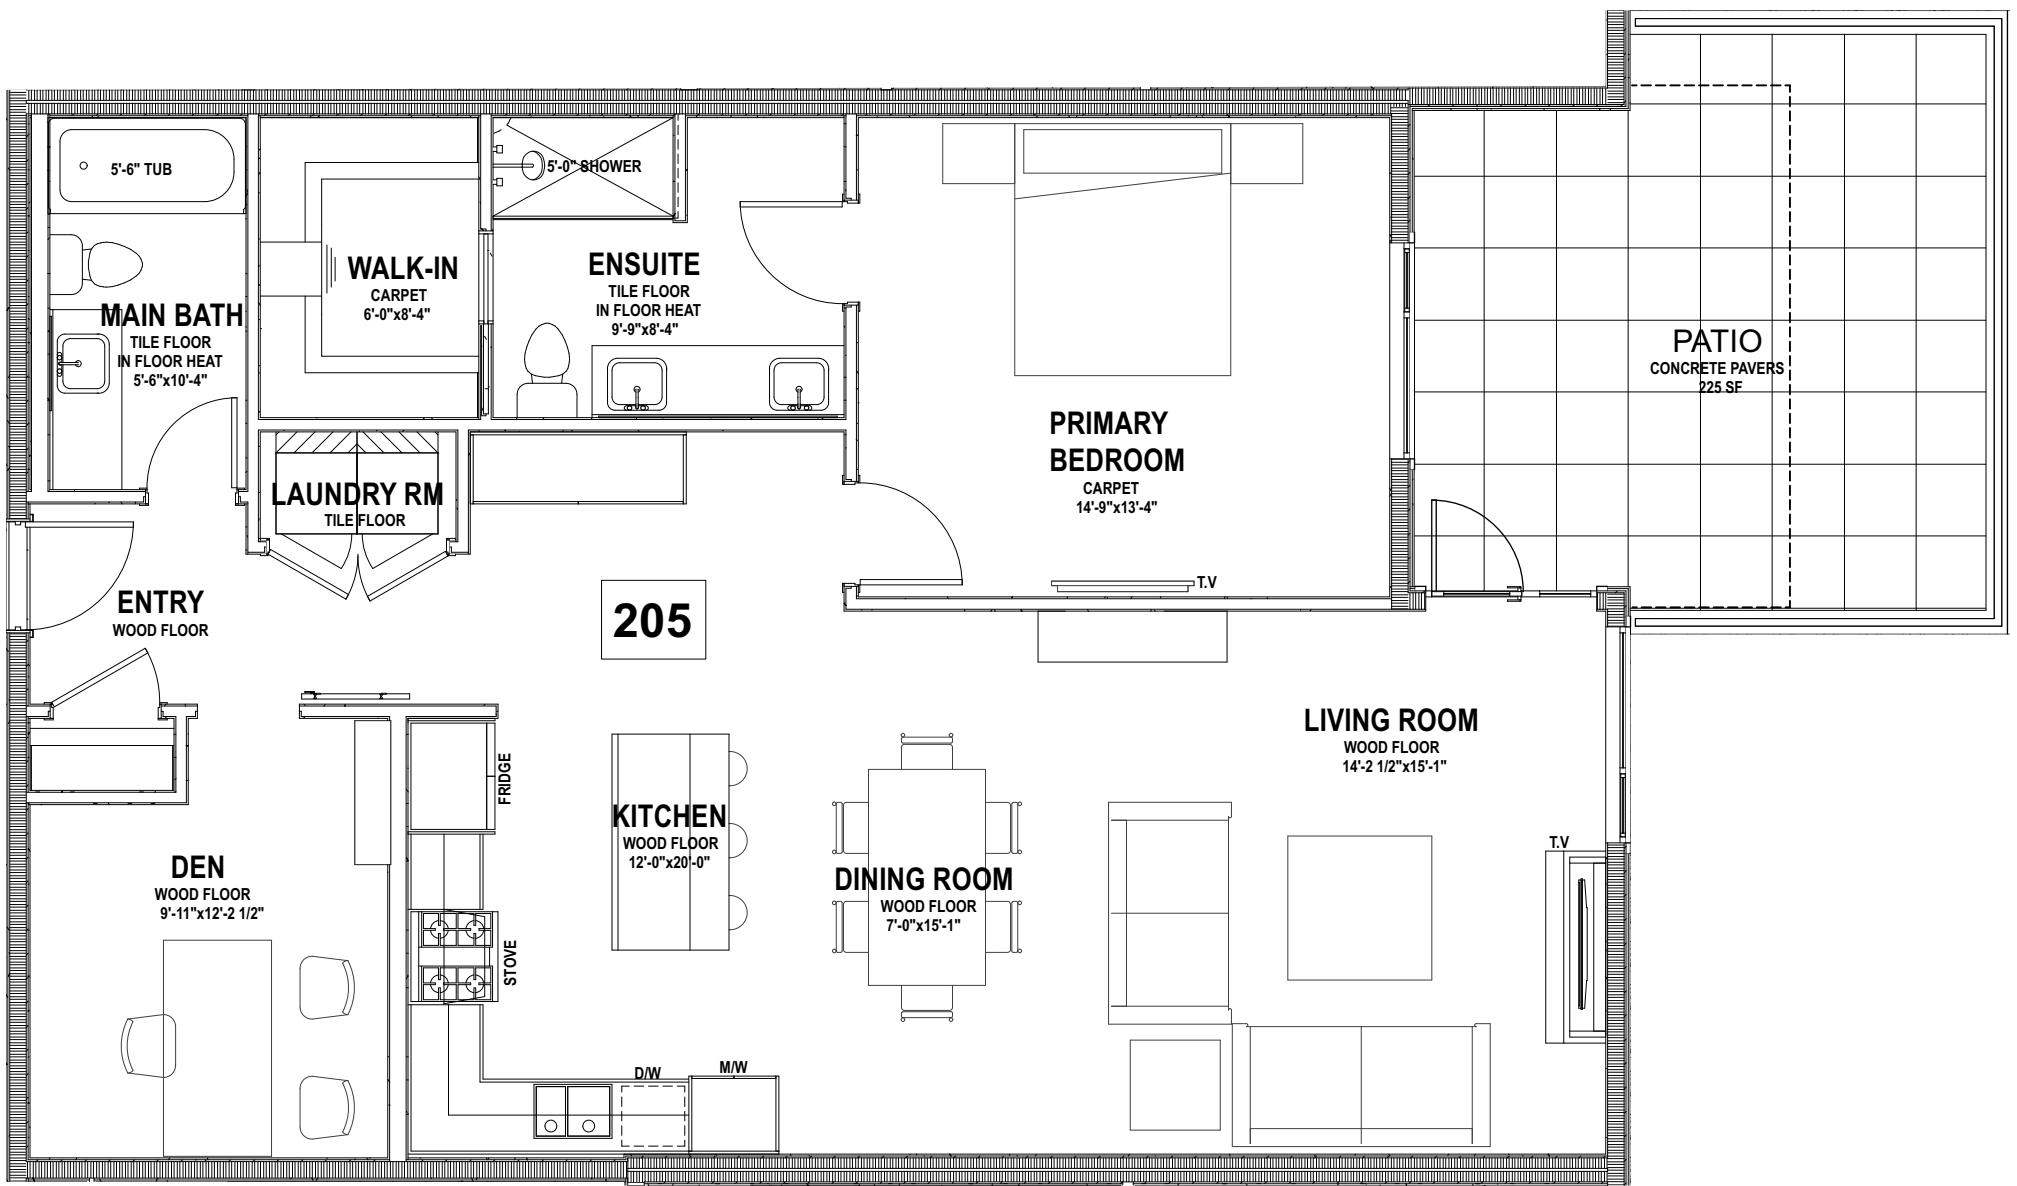 5'-6" TUB
MAIN BATH
TILE FLOOR
IN FLOOR HEAT
5'-6"x10'-4"
WALK-IN
CARPET
6'-0"x8'-4"
5'-0" SHOWER
ENSUITE
TILE FLOOR
IN FLOOR HEAT
9'-9"x8'-4"
PRIMARY
BEDROOM
CARPET
14'-9"x13'-4"
T.V
PATIO
CONCRETE PAVERS
225 SF
LAUNDRY RM
TILE FLOOR
ENTRY
WOOD FLOOR
205
LIVING ROOM
WOOD FLOOR
14'-2 1/2"x15'-1"
T.V
FRIDGE
KITCHEN
WOOD FLOOR
12'-0"x20'-0"
DINING ROOM
WOOD FLOOR
7'-0"x15'-1"
DEN
WOOD FLOOR
9'-11"x12'-2 1/2"
STOVE
D/W
M/W